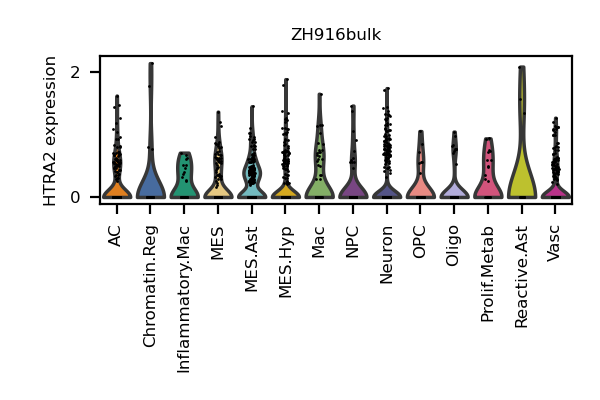 ZH916bulk
HTRA2 expression
2
0
AC
Chromatin.Reg
Inflammatory.Mac
MES
MES.Ast
MES.Hyp
Mac
NPC
Neuron
OPC
Oligo
Prolif.Metab
Reactive.Ast
Vasc